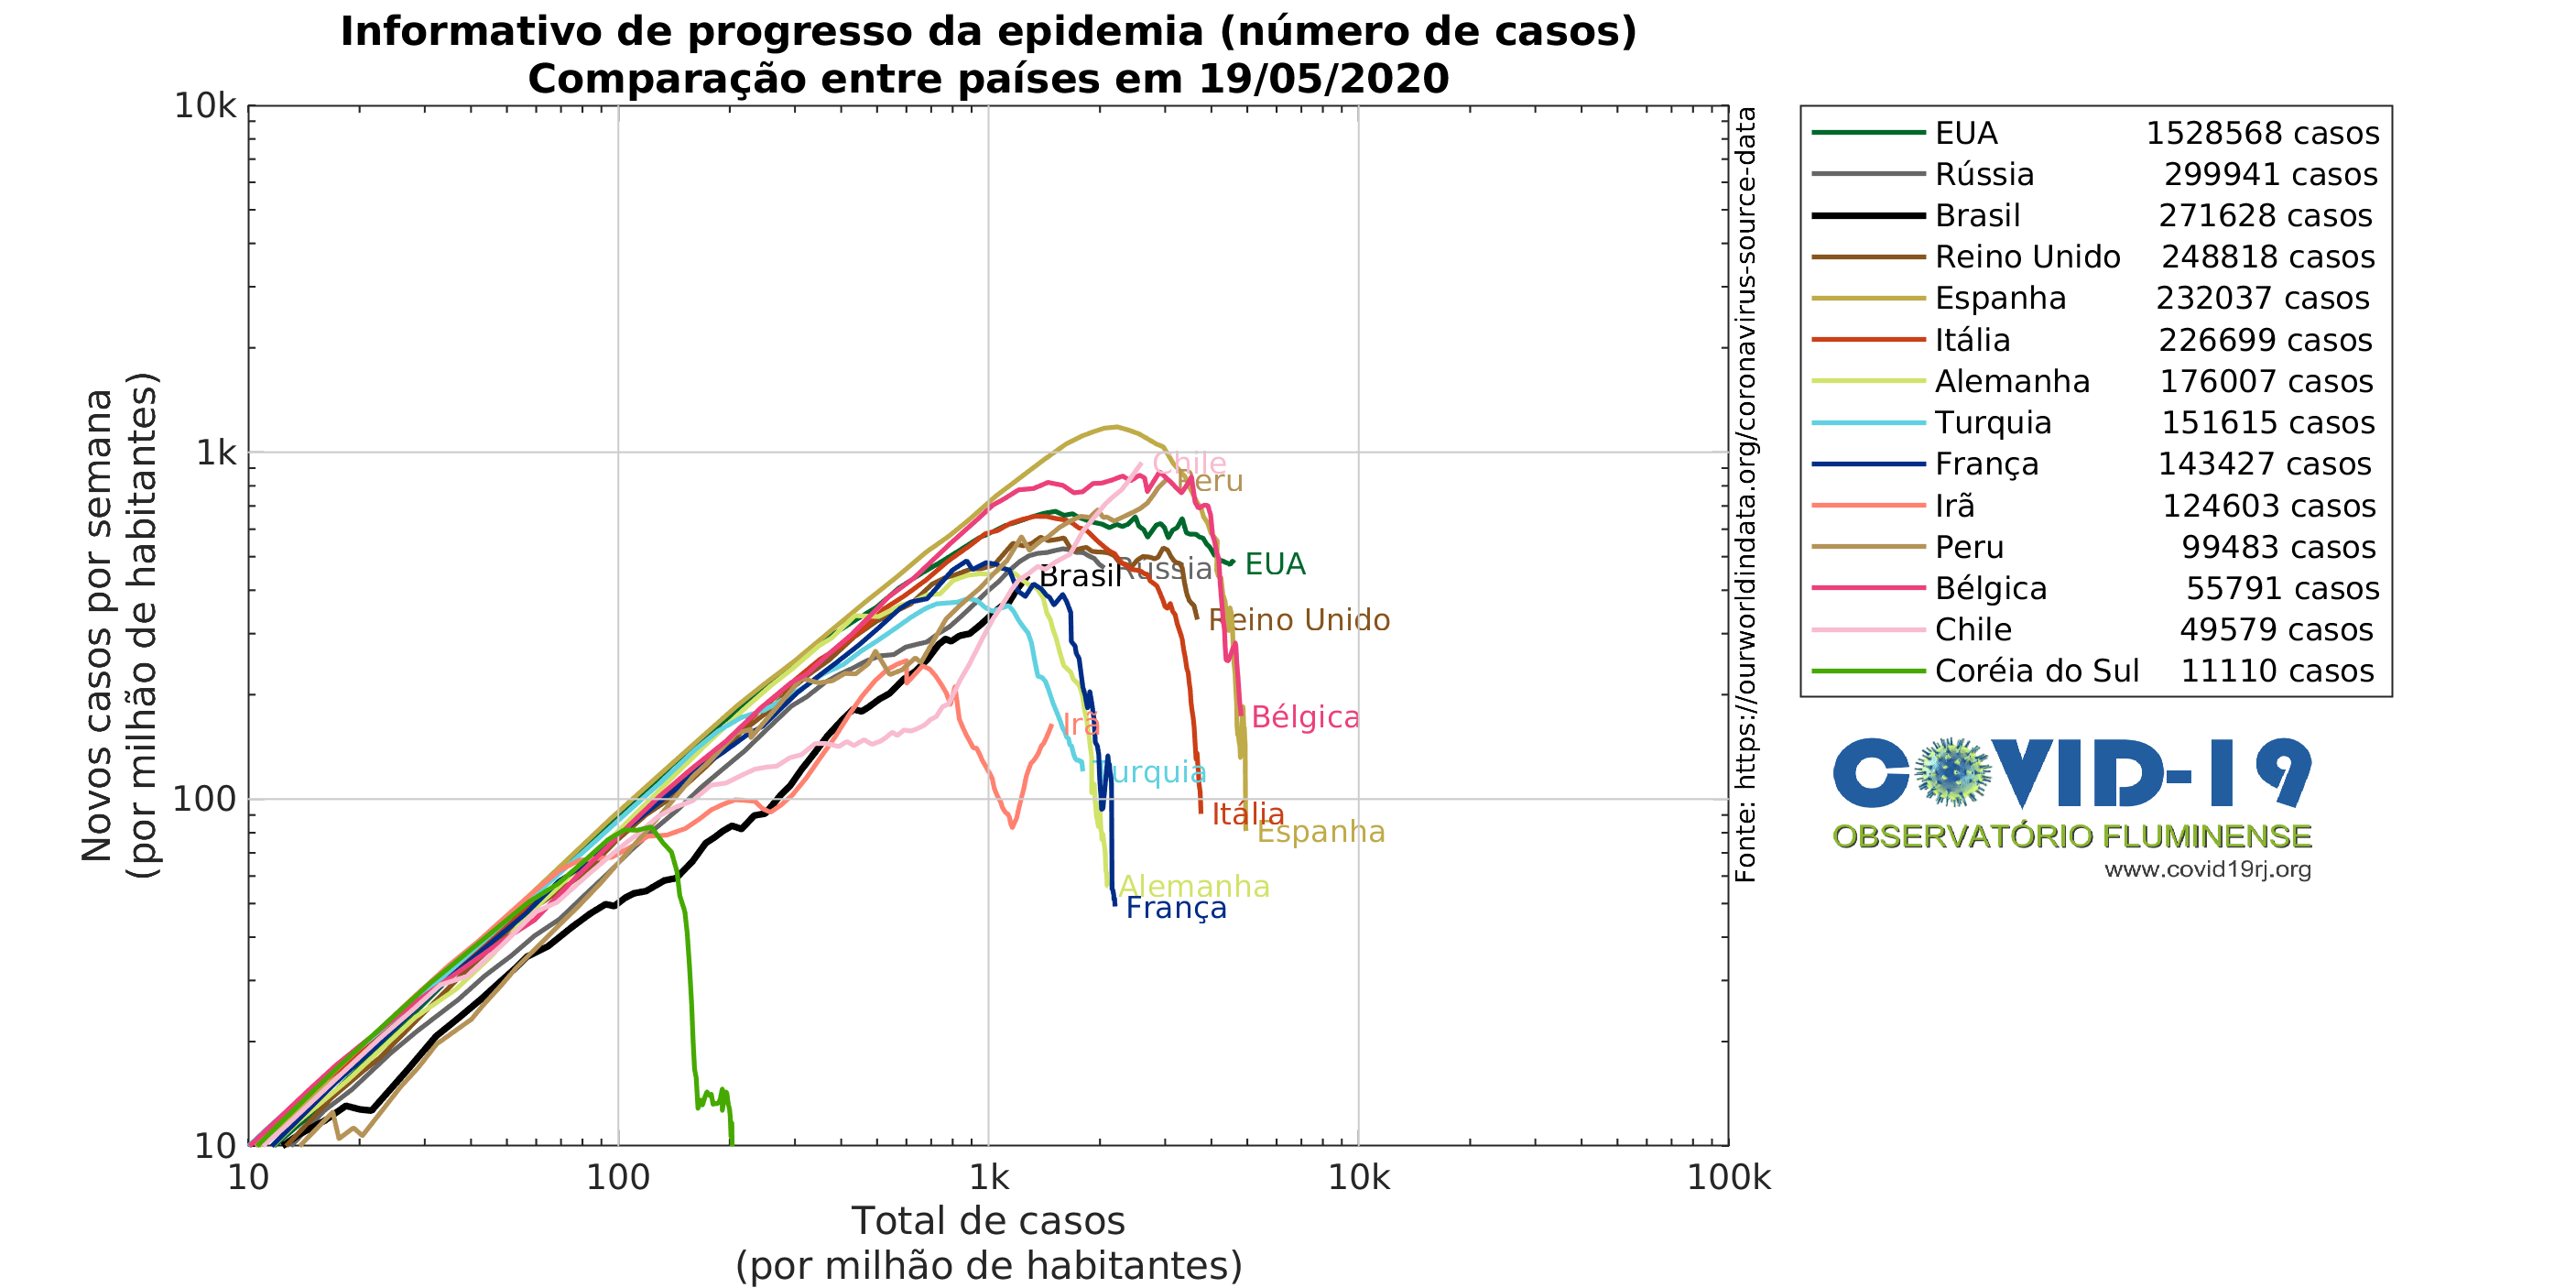 Informativo de progresso da epidemia (número de casos)
Comparação entre países em 19/05/2020
10k
1k
100
10
10
100
1k
10k
100k
Novos casos por semana
(por milhão de habitantes)
Total de casos
(por milhão de habitantes)
Chile
Peru
EUA
Rússia
Brasil
Reino Unido
Bélgica
Irã
Turquia
Itália
Espanha
Alemanha
França
Fonte: https://ourworldindata.org/coronavirus-source-data
EUA 1528568 casos
Rússia 299941 casos
Brasil 271628 casos
Reino Unido 248818 casos
Espanha 232037 casos
Itália 226699 casos
Alemanha 176007 casos
Turquia 151615 casos
França 143427 casos
Irã 124603 casos
Peru 99483 casos
Bélgica 55791 casos
Chile 49579 casos
Coréia do Sul 11110 casos
COVID-19
OBSERVATÓRIO FLUMINENSE
www.covid19rj.org